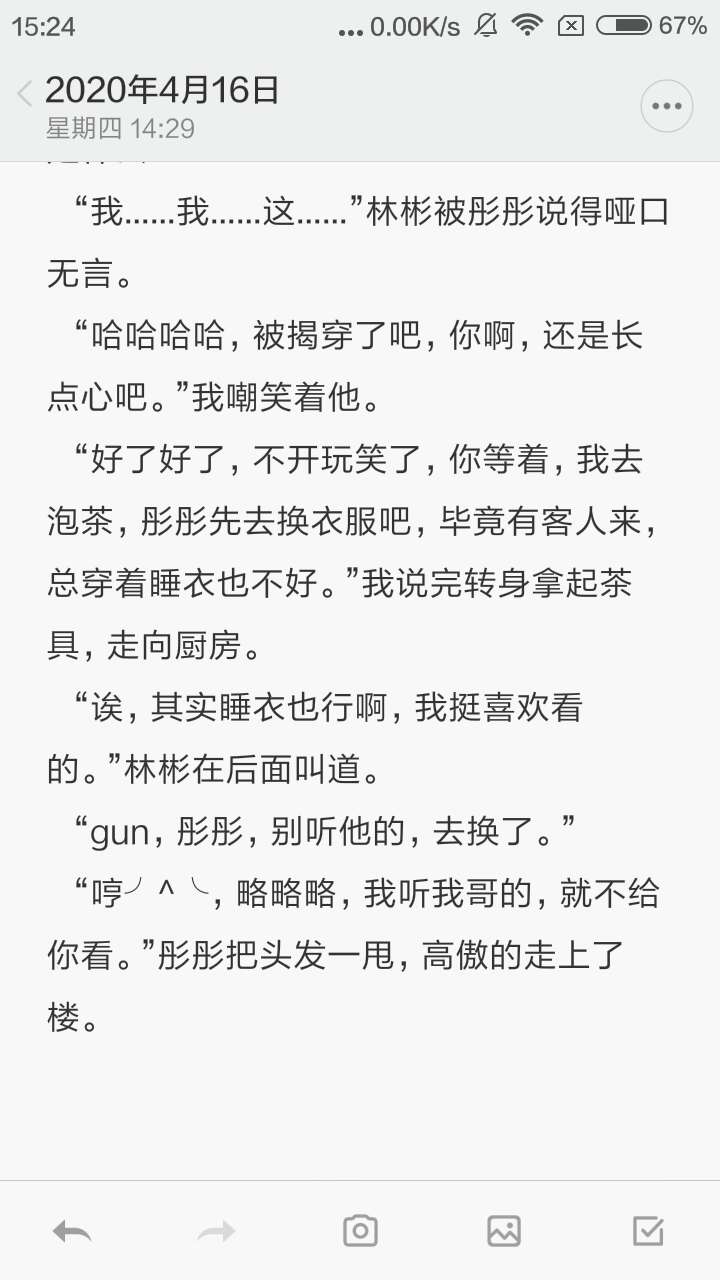 15:24
... 0.00K/s
67%
2020年4月16日
星期四 14:29
“我……我……这……”林彬被彤彤说得哑口
无言。
“哈哈哈哈，被揭穿了吧，你啊，还是长
点心吧。”我嘲笑着他。
“好了好了，不开玩笑了，你等着，我去
泡茶，彤彤先去换衣服吧，毕竟有客人来，
总穿着睡衣也不好。”我说完转身拿起茶
具，走向厨房。
“诶，其实睡衣也行啊，我挺喜欢看
的。”林彬在后面叫道。
“gun，彤彤，别听他的，去换了。”
“哼╯^╰，略略略，我听我哥的，就不给
你看。”彤彤把头发一甩，高傲的走上了
楼。